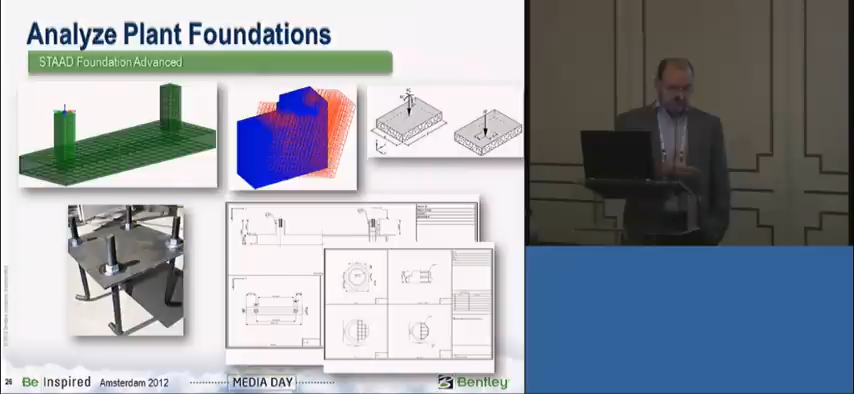 Analyze Plant Foundations
STAAD Foundation Advanced
26 Be Inspired Amsterdam 2012 MEDIA DAY Bentley